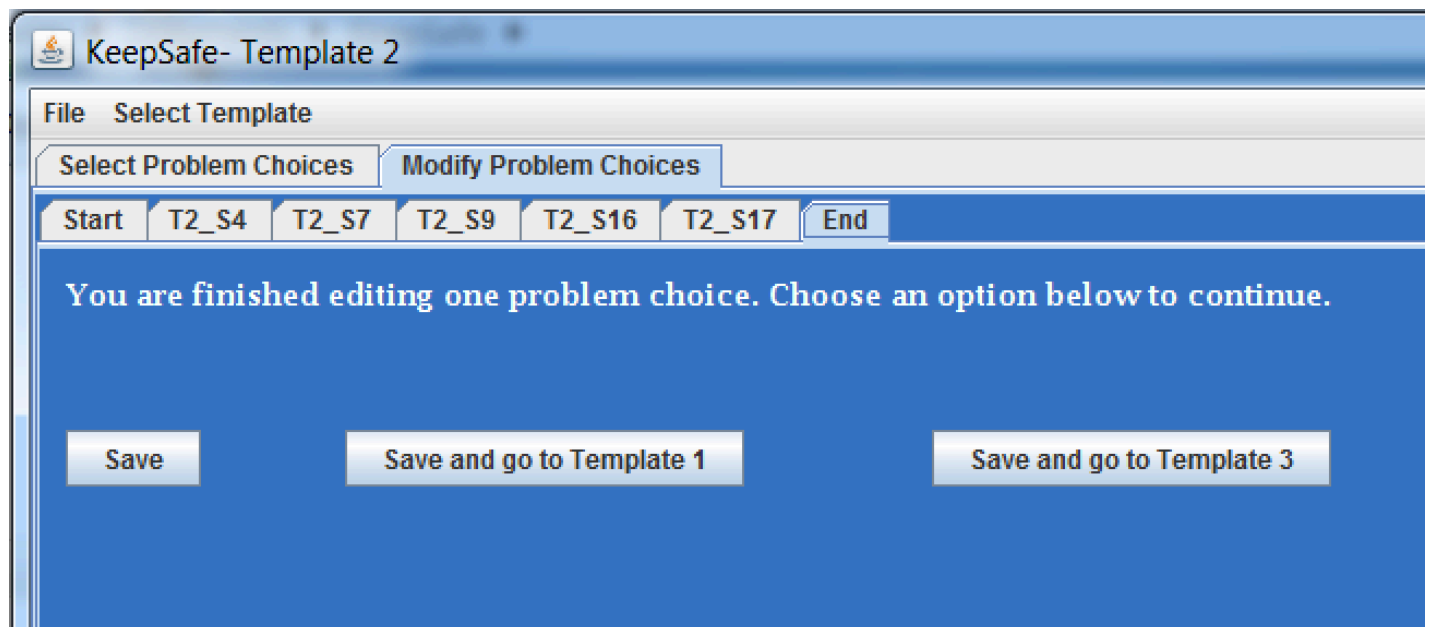 KeepSafe- Template 2
File Select Template
Select Problem Choices Modify Problem Choices
Start T2_S4 T2_S7 T2_S9 T2_S16 T2_S17 End
You are finished editing one problem choice. Choose an option below to continue.
Save Save and go to Template 1 Save and go to Template 3